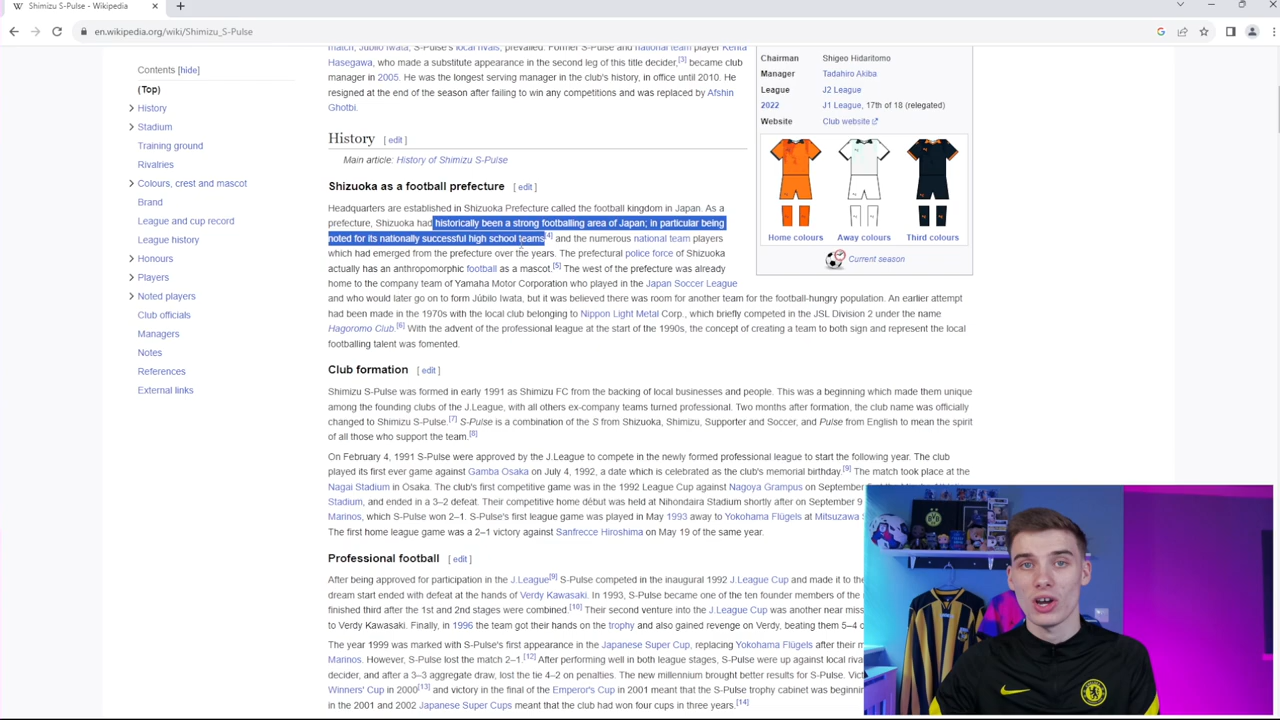 Shimizu S-Pulse - Wikipedia
en.wikipedia.org/wiki/Shimizu_S-Pulse
Contents [hide]
(Top)
History
Stadium
Training ground
Rivalries
Colours, crest and mascot
Brand
League and cup record
League history
Honours
Players
Noted players
Club officials
Managers
Notes
References
External links
match, Júbilo Iwata, S-Pulse's local rivals, prevailed. Former S-Pulse and national team player Kenta
Hasegawa, who made a substitute appearance in the second leg of this title decider,[3] became club
manager in 2005. He was the longest serving manager in the club's history, in office until 2010. He
resigned at the end of the season after failing to win any competitions and was replaced by Afshin
Ghotbi.
History [ edit ]
Main article: History of Shimizu S-Pulse
Shizuoka as a football prefecture [ edit ]
Headquarters are established in Shizuoka Prefecture called the football kingdom in Japan. As a
prefecture, Shizuoka had historically been a strong footballing area of Japan; in particular being
noted for its nationally successful high school teams[4] and the numerous national team players
which had emerged from the prefecture over the years. The prefectural police force of Shizuoka
actually has an anthropomorphic football as a mascot.[5] The west of the prefecture was already
home to the company team of Yamaha Motor Corporation who played in the Japan Soccer League
and who would later go on to form Júbilo Iwata, but it was believed there was room for another team for the football-hungry population. An earlier attempt
had been made in the 1970s with the local club belonging to Nippon Light Metal Corp., which briefly competed in the JSL Division 2 under the name
Hagoromo Club.[6] With the advent of the professional league at the start of the 1990s, the concept of creating a team to both sign and represent the local
footballing talent was fomented.
Club formation [ edit ]
Shimizu S-Pulse was formed in early 1991 as Shimizu FC from the backing of local businesses and people. This was a beginning which made them unique
among the founding clubs of the J.League, with all others ex-company teams turned professional. Two months after formation, the club name was officially
changed to Shimizu S-Pulse.[7] S-Pulse is a combination of the S from Shizuoka, Shimizu, Supporter and Soccer, and Pulse from English to mean the spirit
of all those who support the team.[8]
On February 4, 1991 S-Pulse were approved by the J.League to compete in the newly formed professional league to start the following year. The club
played its first ever game against Gamba Osaka on July 4, 1992, a date which is celebrated as the club's memorial birthday.[9] The match took place at the
Nagai Stadium in Osaka. The club's first competitive game was in the 1992 League Cup against Nagoya Grampus on September
Stadium, and ended in a 3–2 defeat. Their competitive home début was held at Nihondaira Stadium shortly after on September 9
Marinos, which S-Pulse won 2–1. S-Pulse's first league game was played in May 1993 away to Yokohama Flügels at Mitsuzawa S
The first home league game was a 2–1 victory against Sanfrecce Hiroshima on May 19 of the same year.
Professional football [ edit ]
After being approved for participation in the J.League[9] S-Pulse competed in the inaugural 1992 J.League Cup and made it to the
dream start ended with defeat at the hands of Verdy Kawasaki. In 1993, S-Pulse became one of the ten founder members of the
finished third after the 1st and 2nd stages were combined.[10] Their second venture into the J.League Cup was another near miss
to Verdy Kawasaki. Finally, in 1996 the team got their hands on the trophy and also gained revenge on Verdy, beating them 5–4 o
The year 1999 was marked with S-Pulse's first appearance in the Japanese Super Cup, replacing Yokohama Flügels after their m
Marinos. However, S-Pulse lost the match 2–1.[12] After performing well in both league stages, S-Pulse were up against local riva
decider, and after a 3–3 aggregate draw, lost the tie 4–2 on penalties. The new millennium brought better results for S-Pulse. Vic
Winners' Cup in 2000[13] and victory in the final of the Emperor's Cup in 2001 meant that the S-Pulse trophy cabinet was beginnin
in the 2001 and 2002 Japanese Super Cups meant that the club had won four cups in three years.[14]
Chairman Shigeo Hidaritomo
Manager Tadahiro Akiba
League J2 League
2022 J1 League, 17th of 18 (relegated)
Website Club website
Home colours Away colours Third colours
Current season